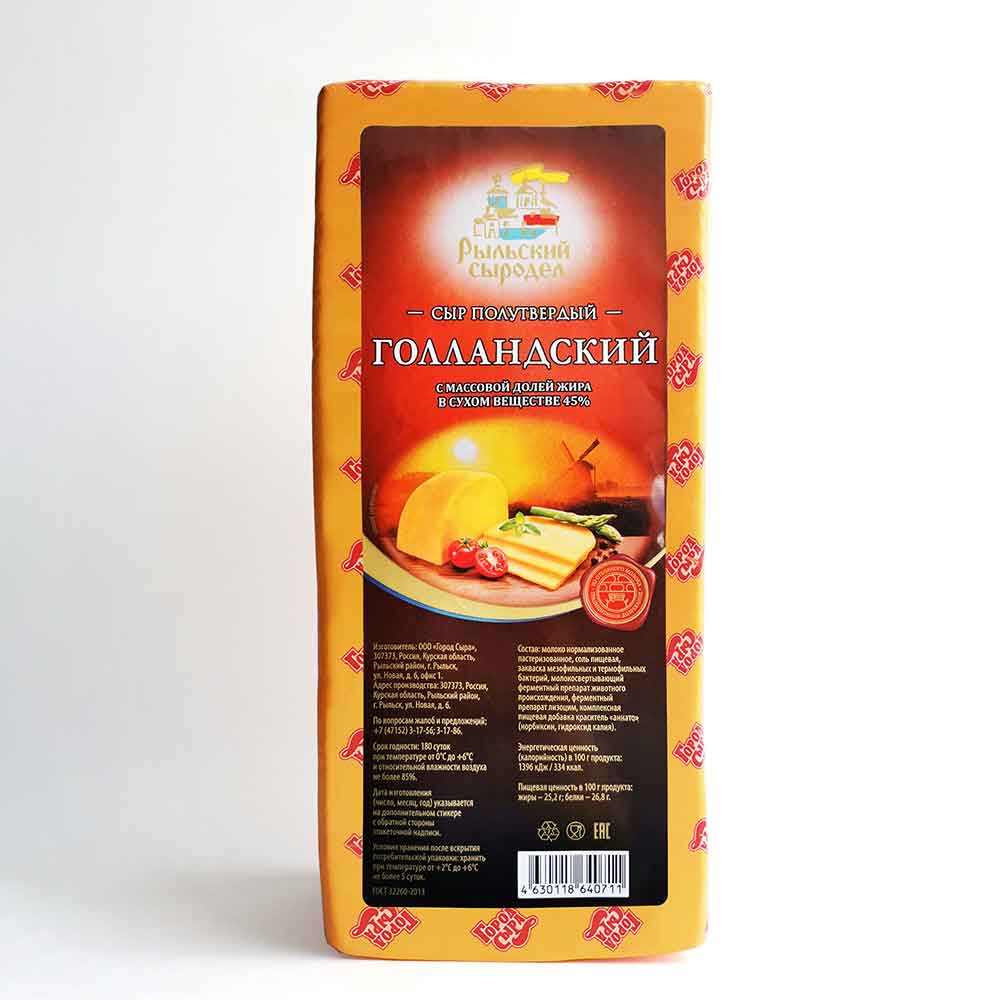 Рыльский
сыродел
— СЫР ПОЛУТВЕРДЫЙ —
ГОЛЛАНДСКИЙ
С МАССОВОЙ ДОЛЕЙ ЖИРА
В СУХОМ ВЕЩЕСТВЕ 45%
Изготовитель: ООО «Город Сыра»,
307373, Россия, Курская область,
Рыльский район, г. Рыльск,
ул. Новая, д. 6, офис 1.
Адрес производства: 307373, Россия,
Курская область, Рыльский район,
г. Рыльск, ул. Новая, д. 6.
По вопросам жалоб и предложений:
+7 (47152) 3-17-56; 3-17-86.
Срок годности: 180 суток
при температуре от 0°С до +6°С
и относительной влажности воздуха
не более 85%.
Дата изготовления
(число, месяц, год) указывается
на дополнительном стикере
с обратной стороны
этикеточной надписи.
Условия хранения после вскрытия
потребительской упаковки: хранить
при температуре от +2°С до +6°С
не более 5 суток.
ГОСТ 32260-2013
Состав: молоко нормализованное
пастеризованное, соль пищевая,
закваска мезофильных и термофильных
бактерий, молокосвертывающий
ферментный препарат животного
происхождения, ферментный
препарат лизоцим, комплексная
пищевая добавка краситель «аннато»
(норбиксин, гидроксид калия).
Энергетическая ценность
(калорийность) в 100 г продукта:
1396 кДж / 334 ккал.
Пищевая ценность в 100 г продукта:
жиры – 25,2 г; белки – 26,8 г.
EAC
4 630118 640711
Город
Сыра